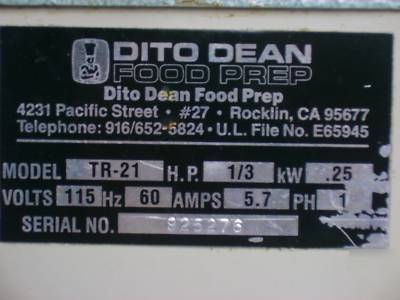 DITO DEAN
FOOD PREP
Dito Dean Food Prep
4231 Pacific Street • #27 • Rocklin, CA 95677
Telephone: 916/652-5824 • U.L. File No. E65945
MODEL TR-21 H.P. 1/3 kW .25
VOLTS 115 Hz 60 AMPS 5.7 PH 1
SERIAL NO. 925276